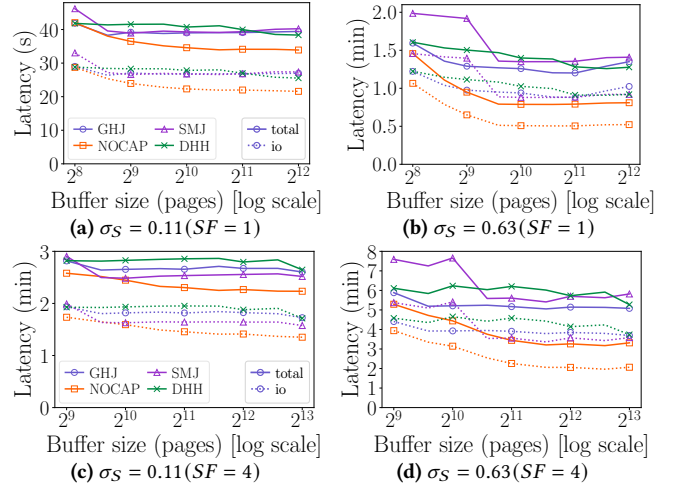 Latency (s)
50
40
30
20
10
0
GHJ
SMJ
total
NOCAP
DHH
io
2^8
2^9
2^10
2^11
2^12
Buffer size (pages) [log scale]
(a) σ_S = 0.11(SF = 1)
Latency (min)
2.0
1.5
1.0
0.5
0.0
2^8
2^9
2^10
2^11
2^12
Buffer size (pages) [log scale]
(b) σ_S = 0.63(SF = 1)
Latency (min)
3
2
1
0
GHJ
SMJ
total
NOCAP
DHH
io
2^9
2^10
2^11
2^12
2^13
Buffer size (pages) [log scale]
(c) σ_S = 0.11(SF = 4)
Latency (min)
8
7
6
5
4
3
2
1
0
2^9
2^10
2^11
2^12
2^13
Buffer size (pages) [log scale]
(d) σ_S = 0.63(SF = 4)